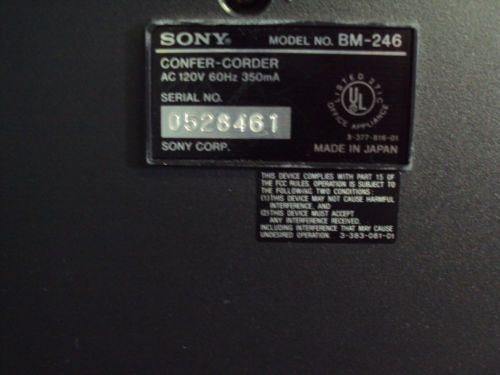 SONY® MODEL NO. BM-246
CONFER-CORDER
AC 120V 60Hz 350mA
SERIAL NO.
0528461
SONY CORP.
LISTED 271C
UL
OFFICE APPLIANCE
3-377-816-01
MADE IN JAPAN
THIS DEVICE COMPLIES WITH PART 15 OF
THE FCC RULES. OPERATION IS SUBJECT TO
THE FOLLOWING TWO CONDITIONS:
(1)THIS DEVICE MAY NOT CAUSE HARMFUL
INTERFERENCE, AND
(2)THIS DEVICE MUST ACCEPT
ANY INTERFERENCE RECEIVED,
INCLUDING INTERFERENCE THAT MAY CAUSE
UNDESIRED OPERATION. 3-363-081-01